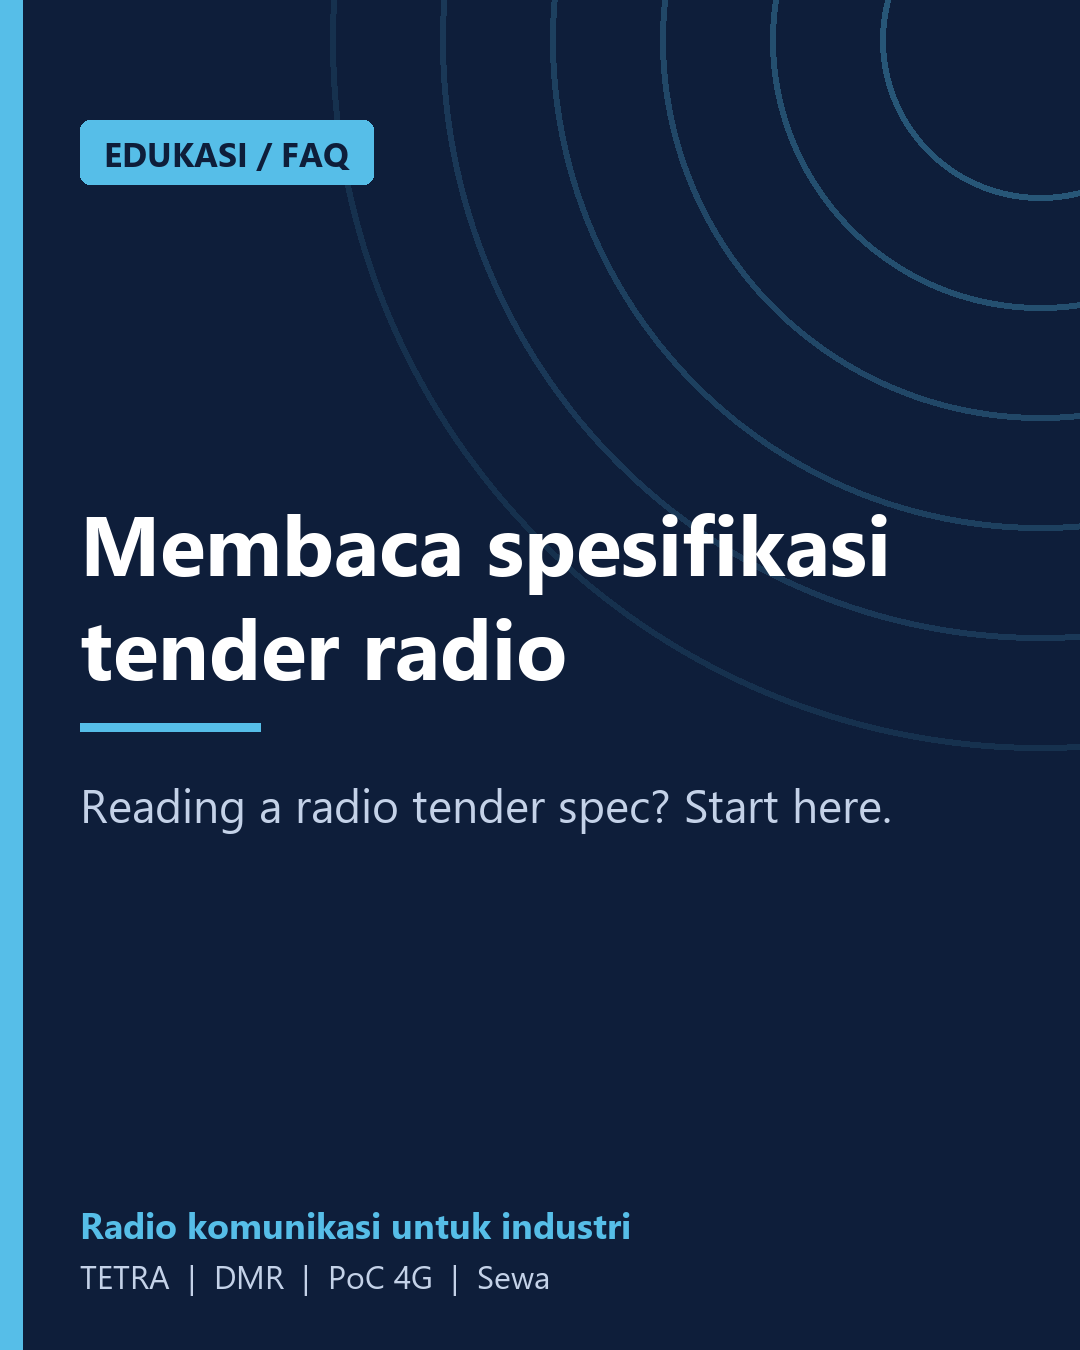 EDUKASI / FAQ
Membaca spesifikasi
tender radio
Reading a radio tender spec? Start here.
Radio komunikasi untuk industri
TETRA | DMR | PoC 4G | Sewa